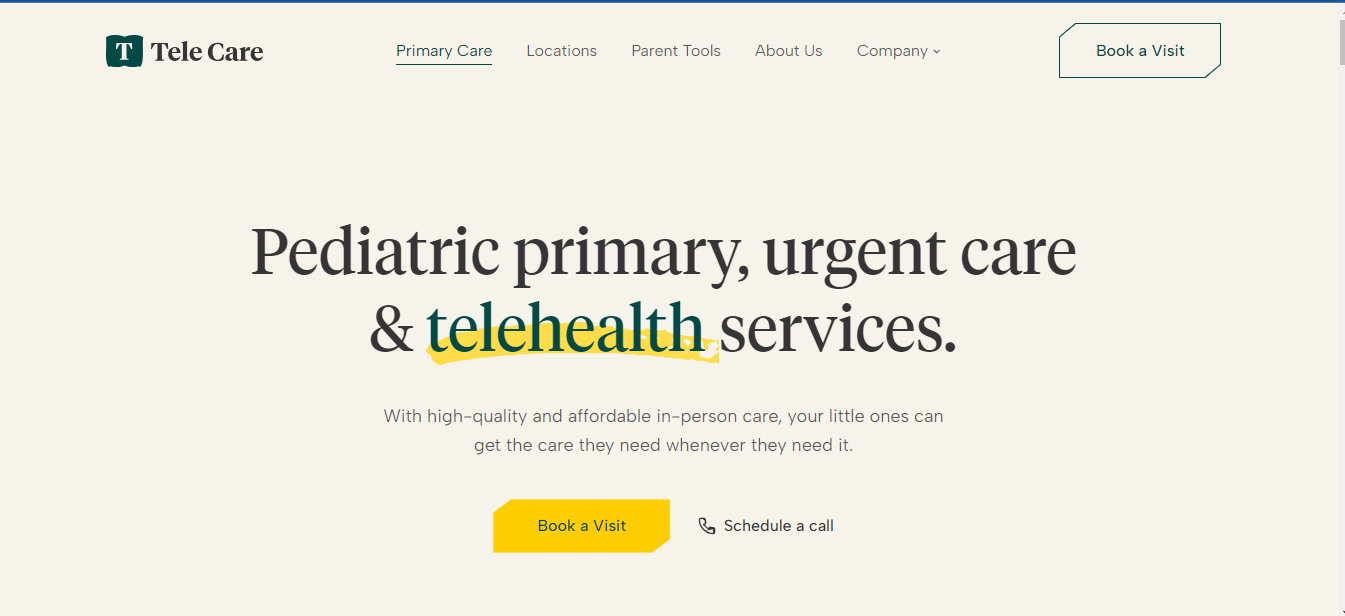 T Tele Care
Primary Care
Locations
Parent Tools
About Us
Company
Book a Visit
Pediatric primary, urgent care
& telehealth services.
With high-quality and affordable in-person care, your little ones can
get the care they need whenever they need it.
Book a Visit
Schedule a call